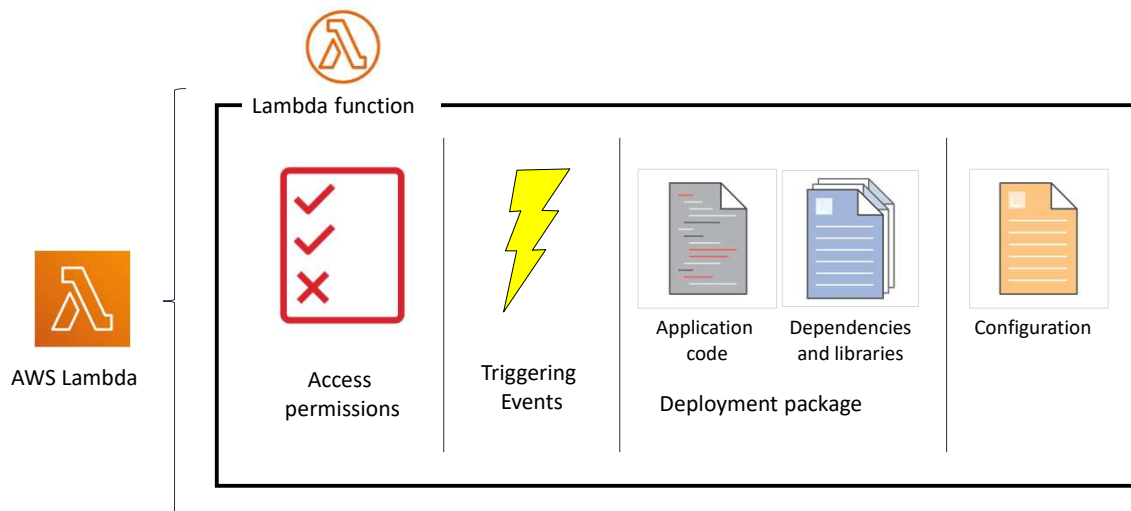 Lambda function
AWS Lambda
Access
permissions
Triggering
Events
Application
code
Dependencies
and libraries
Deployment package
Configuration